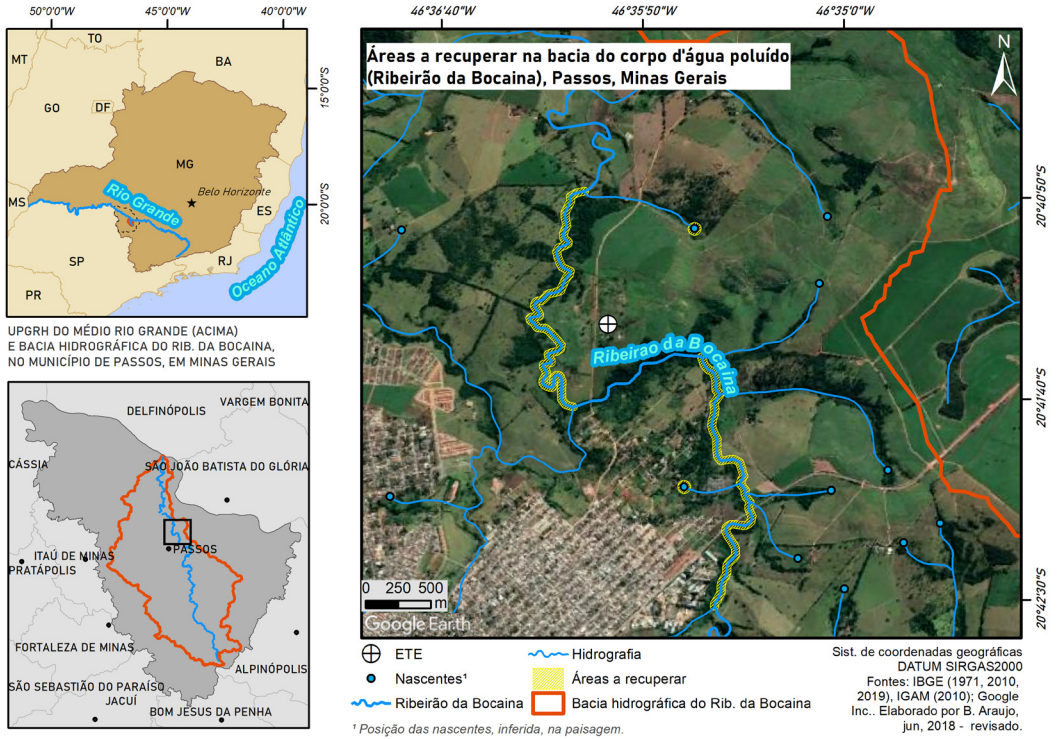 50°0'0"W 45°0'0"W 40°0'0"W
TO
MT
BA
15°0'0"S
GO
DF
MG
Belo Horizonte
MS
Rio Grande
20°0'0"S
ES
SP
RJ
Oceano Atlântico
PR
UPGRH DO MÉDIO RIO GRANDE (ACIMA)
E BACIA HIDROGRÁFICA DO RIB. DA BOCAINA,
NO MUNICÍPIO DE PASSOS, EM MINAS GERAIS
VARGEM BONITA
DELFINÓPOLIS
CÁSSIA
SÃO JOÃO BATISTA DO GLÓRIA
PASSOS
ITAÚ DE MINAS
PRATÁPOLIS
FORTALEZA DE MINAS
ALPINÓPOLIS
SÃO SEBASTIÃO DO PARAÍSO
JACUÍ
BOM JESUS DA PENHA
46°36'40"W 46°35'50"W 46°35'0"W
Áreas a recuperar na bacia do corpo d'água poluído
(Ribeirão da Bocaina), Passos, Minas Gerais
N
20°40'50"S
Ribeirao da Bocaina
20°41'40"S
20°42'30"S
0 250 500
m
Google Earth
ETE
Nascentes¹
Ribeirão da Bocaina
Hidrografia
Áreas a recuperar
Bacia hidrográfica do Rib. da Bocaina
¹ Posição das nascentes, inferida, na paisagem.
Sist. de coordenadas geográficas
DATUM SIRGAS2000
Fontes: IBGE (1971, 2010,
2019), IGAM (2010); Google
Inc.. Elaborado por B. Araujo,
jun, 2018 - revisado.